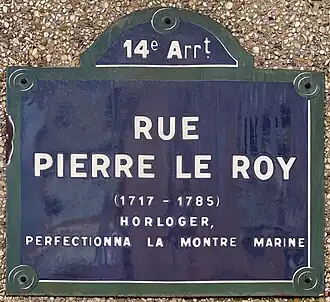 14e Arrt
RUE
PIERRE LE ROY
(1717 - 1785)
HORLOGER,
PERFECTIONNA LA MONTRE MARINE